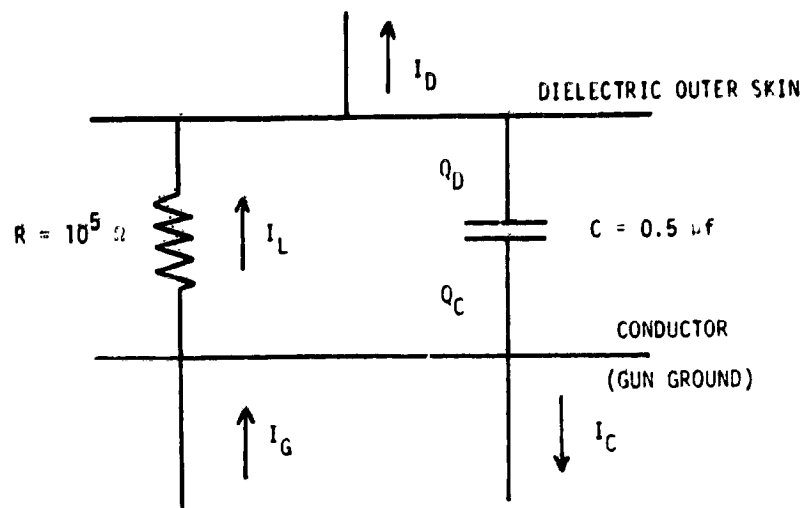 I_D
DIELECTRIC OUTER SKIN
Q_D
R = 10^5 Ω
I_L
C = 0.5 μf
Q_C
CONDUCTOR
(GUN GROUND)
I_G
I_C